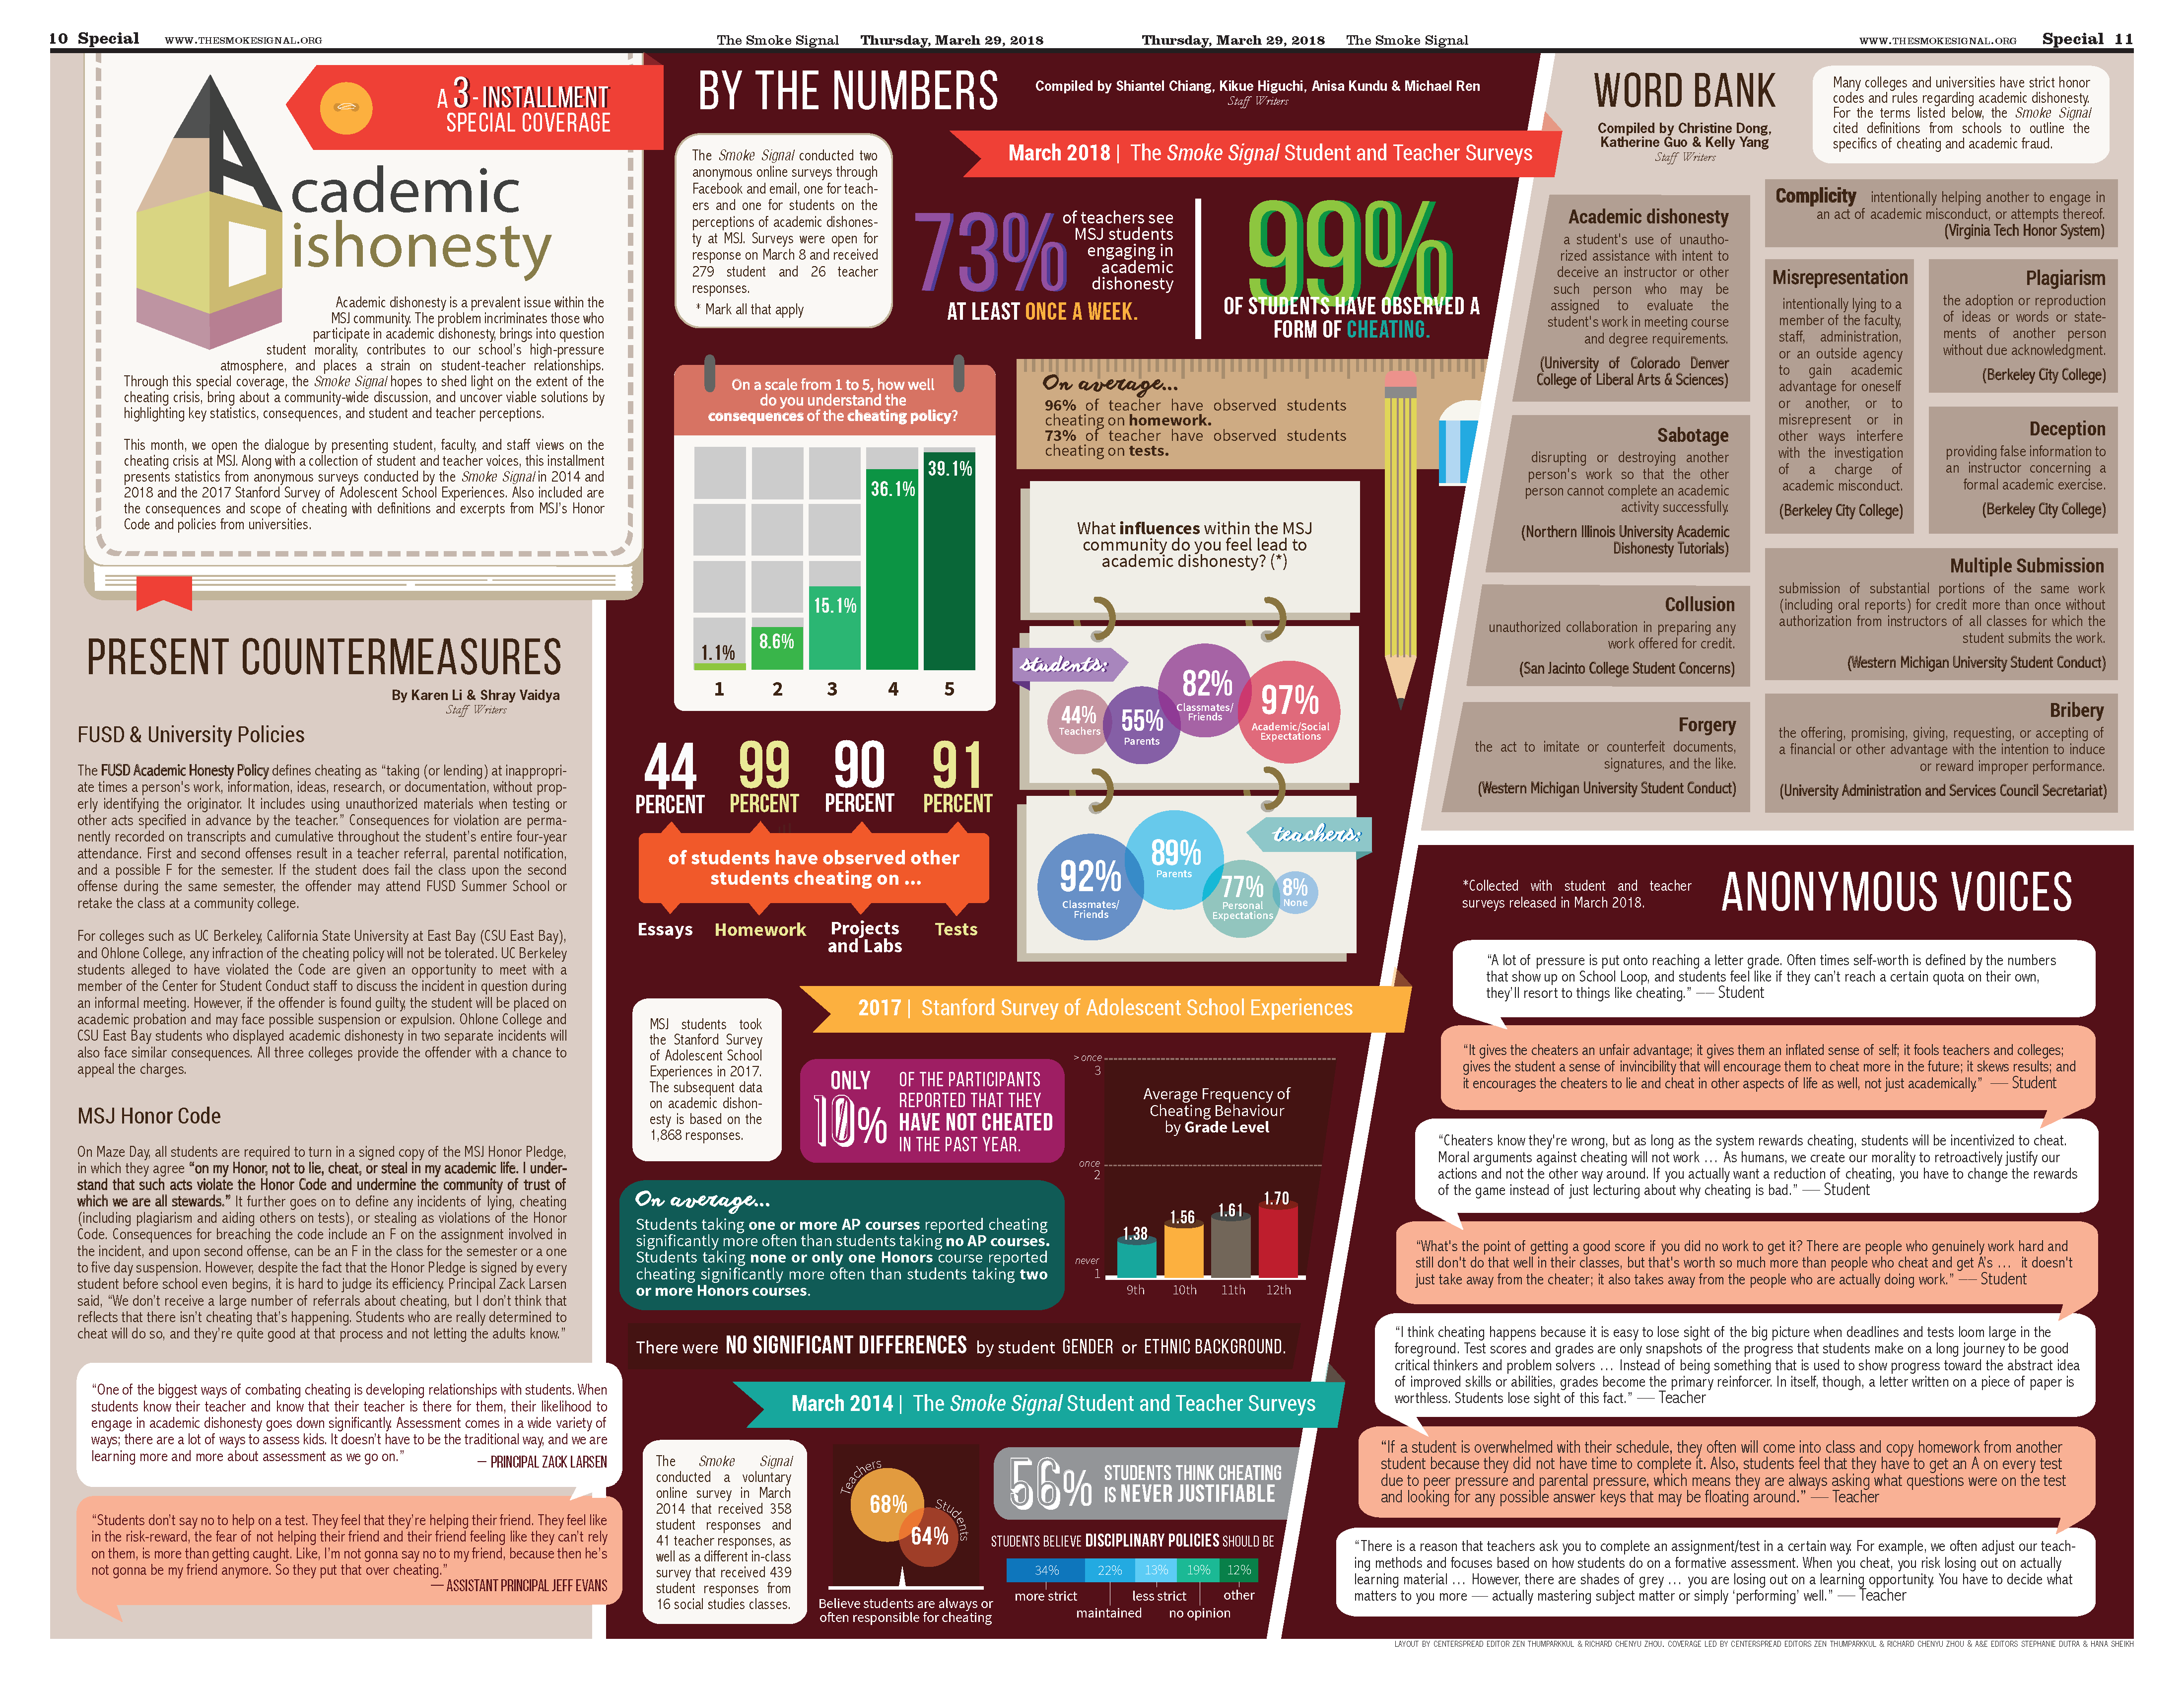 10 Special www.thesmokesignal.org
The Smoke Signal Thursday, March 29, 2018
Thursday, March 29, 2018 The Smoke Signal
www.thesmokesignal.org Special 11
A 3-INSTALLMENT
SPECIAL COVERAGE
Academic
Dishonesty
Academic dishonesty is a prevalent issue within the
MSJ community. The problem incriminates those who
participate in academic dishonesty, brings into question
student morality, contributes to our school's high-pressure
atmosphere, and places a strain on student-teacher relationships.
Through this special coverage, the Smoke Signal hopes to shed light on the extent of the
cheating crisis, bring about a community-wide discussion, and uncover viable solutions by
highlighting key statistics, consequences, and student and teacher perceptions.
This month, we open the dialogue by presenting student, faculty, and staff views on the
cheating crisis at MSJ. Along with a collection of student and teacher voices, this installment
presents statistics from anonymous surveys conducted by the Smoke Signal in 2014 and
2018 and the 2017 Stanford Survey of Adolescent School Experiences. Also included are
the consequences and scope of cheating with definitions and excerpts from MSJ's Honor
Code and policies from universities.
PRESENT COUNTERMEASURES
By Karen Li & Shray Vaidya
Staff Writers
FUSD & University Policies
The FUSD Academic Honesty Policy defines cheating as “taking (or lending) at inappropri-
ate times a person's work, information, ideas, research, or documentation, without prop-
erly identifying the originator. It includes using unauthorized materials when testing or
other acts specified in advance by the teacher.” Consequences for violation are perma-
nently recorded on transcripts and cumulative throughout the student's entire four-year
attendance. First and second offenses result in a teacher referral, parental notification,
and a possible F for the semester. If the student does fail the class upon the second
offense during the same semester, the offender may attend FUSD Summer School or
retake the class at a community college.
For colleges such as UC Berkeley, California State University at East Bay (CSU East Bay),
and Ohlone College, any infraction of the cheating policy will not be tolerated. UC Berkeley
students alleged to have violated the Code are given an opportunity to meet with a
member of the Center for Student Conduct staff to discuss the incident in question during
an informal meeting. However, if the offender is found guilty, the student will be placed on
academic probation and may face possible suspension or expulsion. Ohlone College and
CSU East Bay students who displayed academic dishonesty in two separate incidents will
also face similar consequences. All three colleges provide the offender with a chance to
appeal the charges.
MSJ Honor Code
On Maze Day, all students are required to turn in a signed copy of the MSJ Honor Pledge,
in which they agree “on my Honor, not to lie, cheat, or steal in my academic life. I under-
stand that such acts violate the Honor Code and undermine the community of trust of
which we are all stewards.” It further goes on to define any incidents of lying, cheating
(including plagiarism and aiding others on tests), or stealing as violations of the Honor
Code. Consequences for breaching the code include an F on the assignment involved in
the incident, and upon second offense, can be an F in the class for the semester or a one
to five day suspension. However, despite the fact that the Honor Pledge is signed by every
student before school even begins, it is hard to judge its efficiency. Principal Zack Larsen
said, “We don't receive a large number of referrals about cheating, but I don't think that
reflects that there isn't cheating that's happening. Students who are really determined to
cheat will do so, and they're quite good at that process and not letting the adults know.”
“One of the biggest ways of combating cheating is developing relationships with students. When
students know their teacher and know that their teacher is there for them, their likelihood to
engage in academic dishonesty goes down significantly. Assessment comes in a wide variety of
ways; there are a lot of ways to assess kids. It doesn't have to be the traditional way, and we are
learning more and more about assessment as we go on.”
— PRINCIPAL ZACK LARSEN
“Students don't say no to help on a test. They feel that they're helping their friend. They feel like
in the risk-reward, the fear of not helping their friend and their friend feeling like they can't rely
on them, is more than getting caught. Like, I'm not gonna say no to my friend, because then he's
not gonna be my friend anymore. So they put that over cheating.”
— ASSISTANT PRINCIPAL JEFF EVANS
BY THE NUMBERS
Compiled by Shiantel Chiang, Kikue Higuchi, Anisa Kundu & Michael Ren
Staff Writers
March 2018 | The Smoke Signal Student and Teacher Surveys
The Smoke Signal conducted two
anonymous online surveys through
Facebook and email, one for teach-
ers and one for students on the
perceptions of academic dishones-
ty at MSJ. Surveys were open for
response on March 8 and received
279 student and 26 teacher
responses.
* Mark all that apply
73%
of teachers see
MSJ students
engaging in
academic
dishonesty
AT LEAST ONCE A WEEK.
99%
OF STUDENTS HAVE OBSERVED A
FORM OF CHEATING.
On a scale from 1 to 5, how well
do you understand the
consequences of the cheating policy?
1.1% 8.6% 15.1% 36.1% 39.1%
1 2 3 4 5
On average...
96% of teacher have observed students
cheating on homework.
73% of teacher have observed students
cheating on tests.
What influences within the MSJ
community do you feel lead to
academic dishonesty? (*)
students:
44%
Teachers
55%
Parents
82%
Classmates/
Friends
97%
Academic/Social
Expectations
teachers:
92%
Classmates/
Friends
89%
Parents
77%
Personal
Expectations
8%
None
44 99 90 91
PERCENT PERCENT PERCENT PERCENT
of students have observed other
students cheating on ...
Essays Homework Projects
and Labs Tests
2017 | Stanford Survey of Adolescent School Experiences
MSJ students took
the Stanford Survey
of Adolescent School
Experiences in 2017.
The subsequent data
on academic dishon-
esty is based on the
1,868 responses.
ONLY
10%
OF THE PARTICIPANTS
REPORTED THAT THEY
HAVE NOT CHEATED
IN THE PAST YEAR.
On average...
Students taking one or more AP courses reported cheating
significantly more often than students taking no AP courses.
Students taking none or only one Honors course reported
cheating significantly more often than students taking two
or more Honors courses.
Average Frequency of
Cheating Behaviour
by Grade Level
> once
3
once
2
never
1
1.38 1.56 1.61 1.70
9th 10th 11th 12th
There were NO SIGNIFICANT DIFFERENCES by student GENDER or ETHNIC BACKGROUND.
March 2014 | The Smoke Signal Student and Teacher Surveys
The Smoke Signal
conducted a voluntary
online survey in March
2014 that received 358
student responses and
41 teacher responses, as
well as a different in-class
survey that received 439
student responses from
16 social studies classes.
Teachers
68%
Students
64%
Believe students are always or
often responsible for cheating
56%
STUDENTS THINK CHEATING
IS NEVER JUSTIFIABLE
STUDENTS BELIEVE DISCIPLINARY POLICIES SHOULD BE
34% 22% 13% 19% 12%
more strict less strict other
maintained no opinion
WORD BANK
Compiled by Christine Dong,
Katherine Guo & Kelly Yang
Staff Writers
Many colleges and universities have strict honor
codes and rules regarding academic dishonesty.
For the terms listed below, the Smoke Signal
cited definitions from schools to outline the
specifics of cheating and academic fraud.
Academic dishonesty
a student's use of unautho-
rized assistance with intent to
deceive an instructor or other
such person who may be
assigned to evaluate the
student's work in meeting course
and degree requirements.
(University of Colorado Denver
College of Liberal Arts & Sciences)
Sabotage
disrupting or destroying another
person's work so that the other
person cannot complete an academic
activity successfully.
(Northern Illinois University Academic
Dishonesty Tutorials)
Collusion
unauthorized collaboration in preparing any
work offered for credit.
(San Jacinto College Student Concerns)
Forgery
the act to imitate or counterfeit documents,
signatures, and the like.
(Western Michigan University Student Conduct)
Complicity intentionally helping another to engage in
an act of academic misconduct, or attempts thereof.
(Virginia Tech Honor System)
Misrepresentation
intentionally lying to a
member of the faculty,
staff, administration,
or an outside agency
to gain academic
advantage for oneself
or another, or to
misrepresent or in
other ways interfere
with the investigation
of a charge of
academic misconduct.
(Berkeley City College)
Plagiarism
the adoption or reproduction
of ideas or words or state-
ments of another person
without due acknowledgment.
(Berkeley City College)
Deception
providing false information to
an instructor concerning a
formal academic exercise.
(Berkeley City College)
Multiple Submission
submission of substantial portions of the same work
(including oral reports) for credit more than once without
authorization from instructors of all classes for which the
student submits the work.
(Western Michigan University Student Conduct)
Bribery
the offering, promising, giving, requesting, or accepting of
a financial or other advantage with the intention to induce
or reward improper performance.
(University Administration and Services Council Secretariat)
*Collected with student and teacher
surveys released in March 2018.
ANONYMOUS VOICES
“A lot of pressure is put onto reaching a letter grade. Often times self-worth is defined by the numbers
that show up on School Loop, and students feel like if they can't reach a certain quota on their own,
they'll resort to things like cheating.” — Student
“It gives the cheaters an unfair advantage; it gives them an inflated sense of self; it fools teachers and colleges;
gives the student a sense of invincibility that will encourage them to cheat more in the future; it skews results; and
it encourages the cheaters to lie and cheat in other aspects of life as well, not just academically.” — Student
“Cheaters know they're wrong, but as long as the system rewards cheating, students will be incentivized to cheat.
Moral arguments against cheating will not work … As humans, we create our morality to retroactively justify our
actions and not the other way around. If you actually want a reduction of cheating, you have to change the rewards
of the game instead of just lecturing about why cheating is bad.” — Student
“What's the point of getting a good score if you did no work to get it? There are people who genuinely work hard and
still don't do that well in their classes, but that's worth so much more than people who cheat and get A's … it doesn't
just take away from the cheater; it also takes away from the people who are actually doing work.” — Student
“I think cheating happens because it is easy to lose sight of the big picture when deadlines and tests loom large in the
foreground. Test scores and grades are only snapshots of the progress that students make on a long journey to be good
critical thinkers and problem solvers … Instead of being something that is used to show progress toward the abstract idea
of improved skills or abilities, grades become the primary reinforcer. In itself, though, a letter written on a piece of paper is
worthless. Students lose sight of this fact.” — Teacher
“If a student is overwhelmed with their schedule, they often will come into class and copy homework from another
student because they did not have time to complete it. Also, students feel that they have to get an A on every test
due to peer pressure and parental pressure, which means they are always asking what questions were on the test
and looking for any possible answer keys that may be floating around.” — Teacher
“There is a reason that teachers ask you to complete an assignment/test in a certain way. For example, we often adjust our teach-
ing methods and focuses based on how students do on a formative assessment. When you cheat, you risk losing out on actually
learning material … However, there are shades of grey … you are losing out on a learning opportunity. You have to decide what
matters to you more — actually mastering subject matter or simply ‘performing’ well.” — Teacher
LAYOUT BY CENTERSPREAD EDITOR ZEN THUMPARKKUL & RICHARD CHENYU ZHOU. COVERAGE LED BY CENTERSPREAD EDITORS ZEN THUMPARKKUL & RICHARD CHENYU ZHOU & A&E EDITORS STEPHANIE DUTRA & HANA SHEIKH